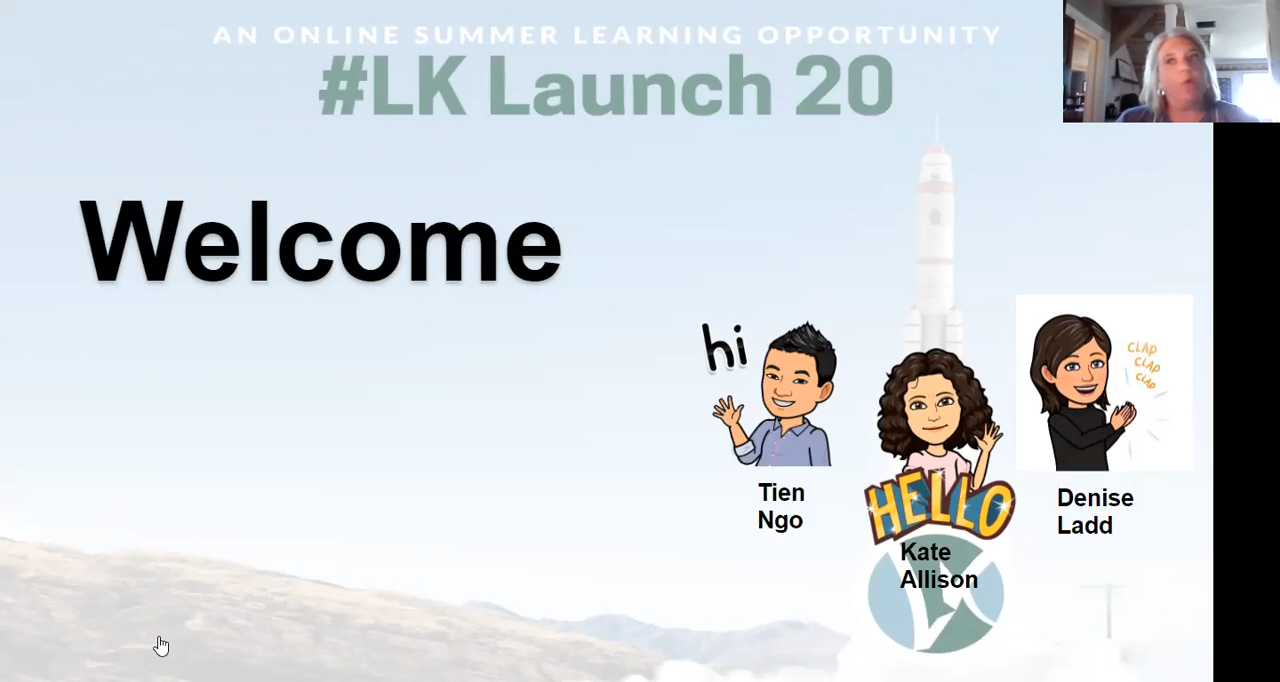 AN ONLINE SUMMER LEARNING OPPORTUNITY
#LK Launch 20
Welcome
hi
CLAP
CLAP
CLAP
HELLO
Tien
Ngo
Kate
Allison
Denise
Ladd